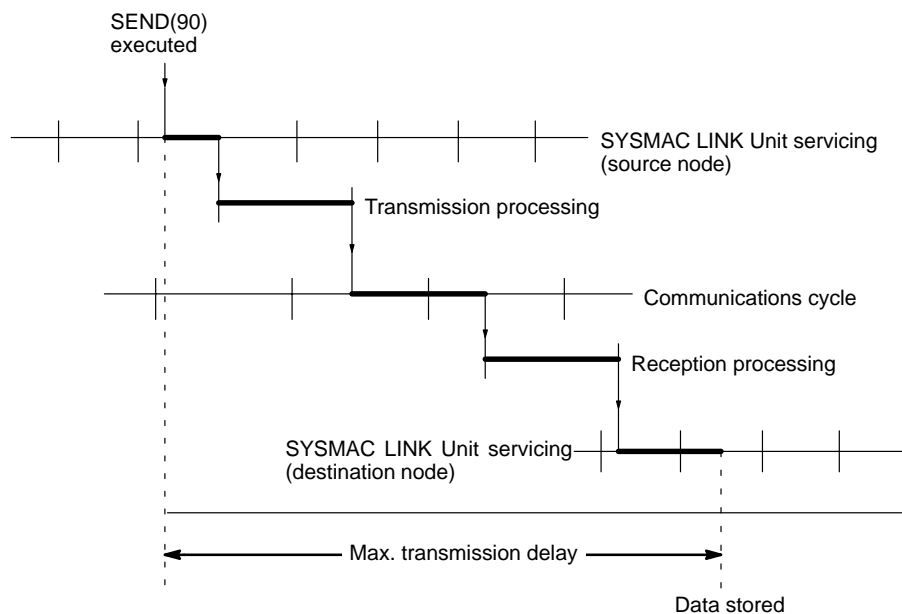 SEND(90)
executed
SYSMAC LINK Unit servicing
(source node)
Transmission processing
Communications cycle
Reception processing
SYSMAC LINK Unit servicing
(destination node)
Max. transmission delay
Data stored